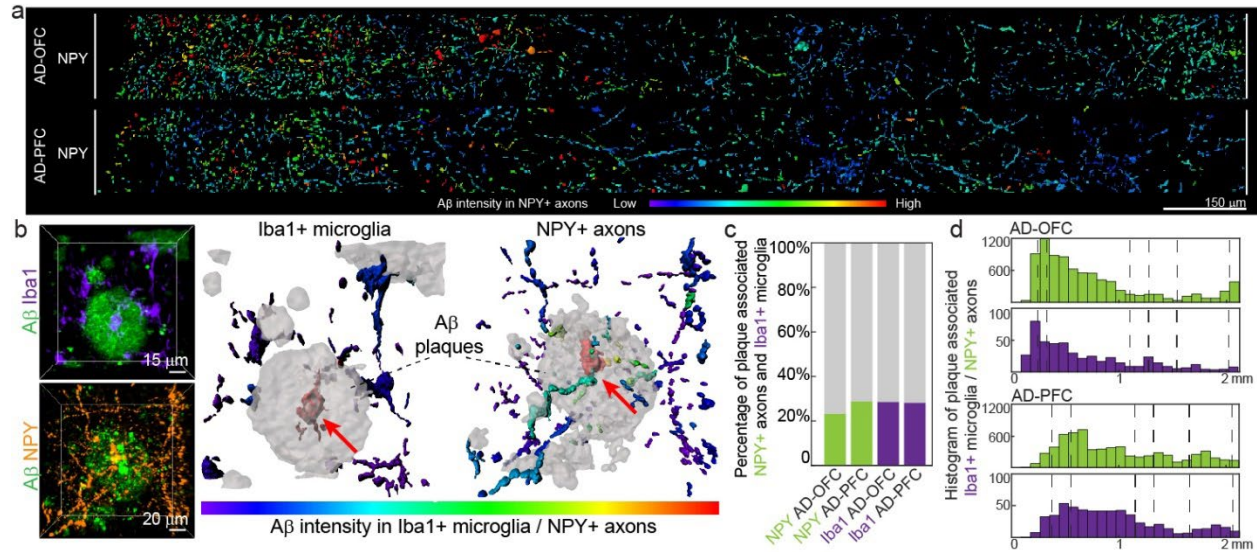 a
AD-OFC
NPY
AD-PFC
NPY
Aβ intensity in NPY+ axons Low High
150 μm
b
Aβ Iba1
15 μm
Aβ NPY
20 μm
Iba1+ microglia
NPY+ axons
Aβ
plaques
Aβ intensity in Iba1+ microglia / NPY+ axons
c
Percentage of plaque associated
NPY+ axons and Iba1+ microglia
100%
80%
60%
40%
20%
0
NPY AD-OFC
NPY AD-PFC
Iba1 AD-OFC
Iba1 AD-PFC
d
Histogram of plaque associated
Iba1+ microglia / NPY+ axons
AD-OFC
1200
600
100
50
0 1 2 mm
AD-PFC
1200
600
100
50
0 1 2 mm